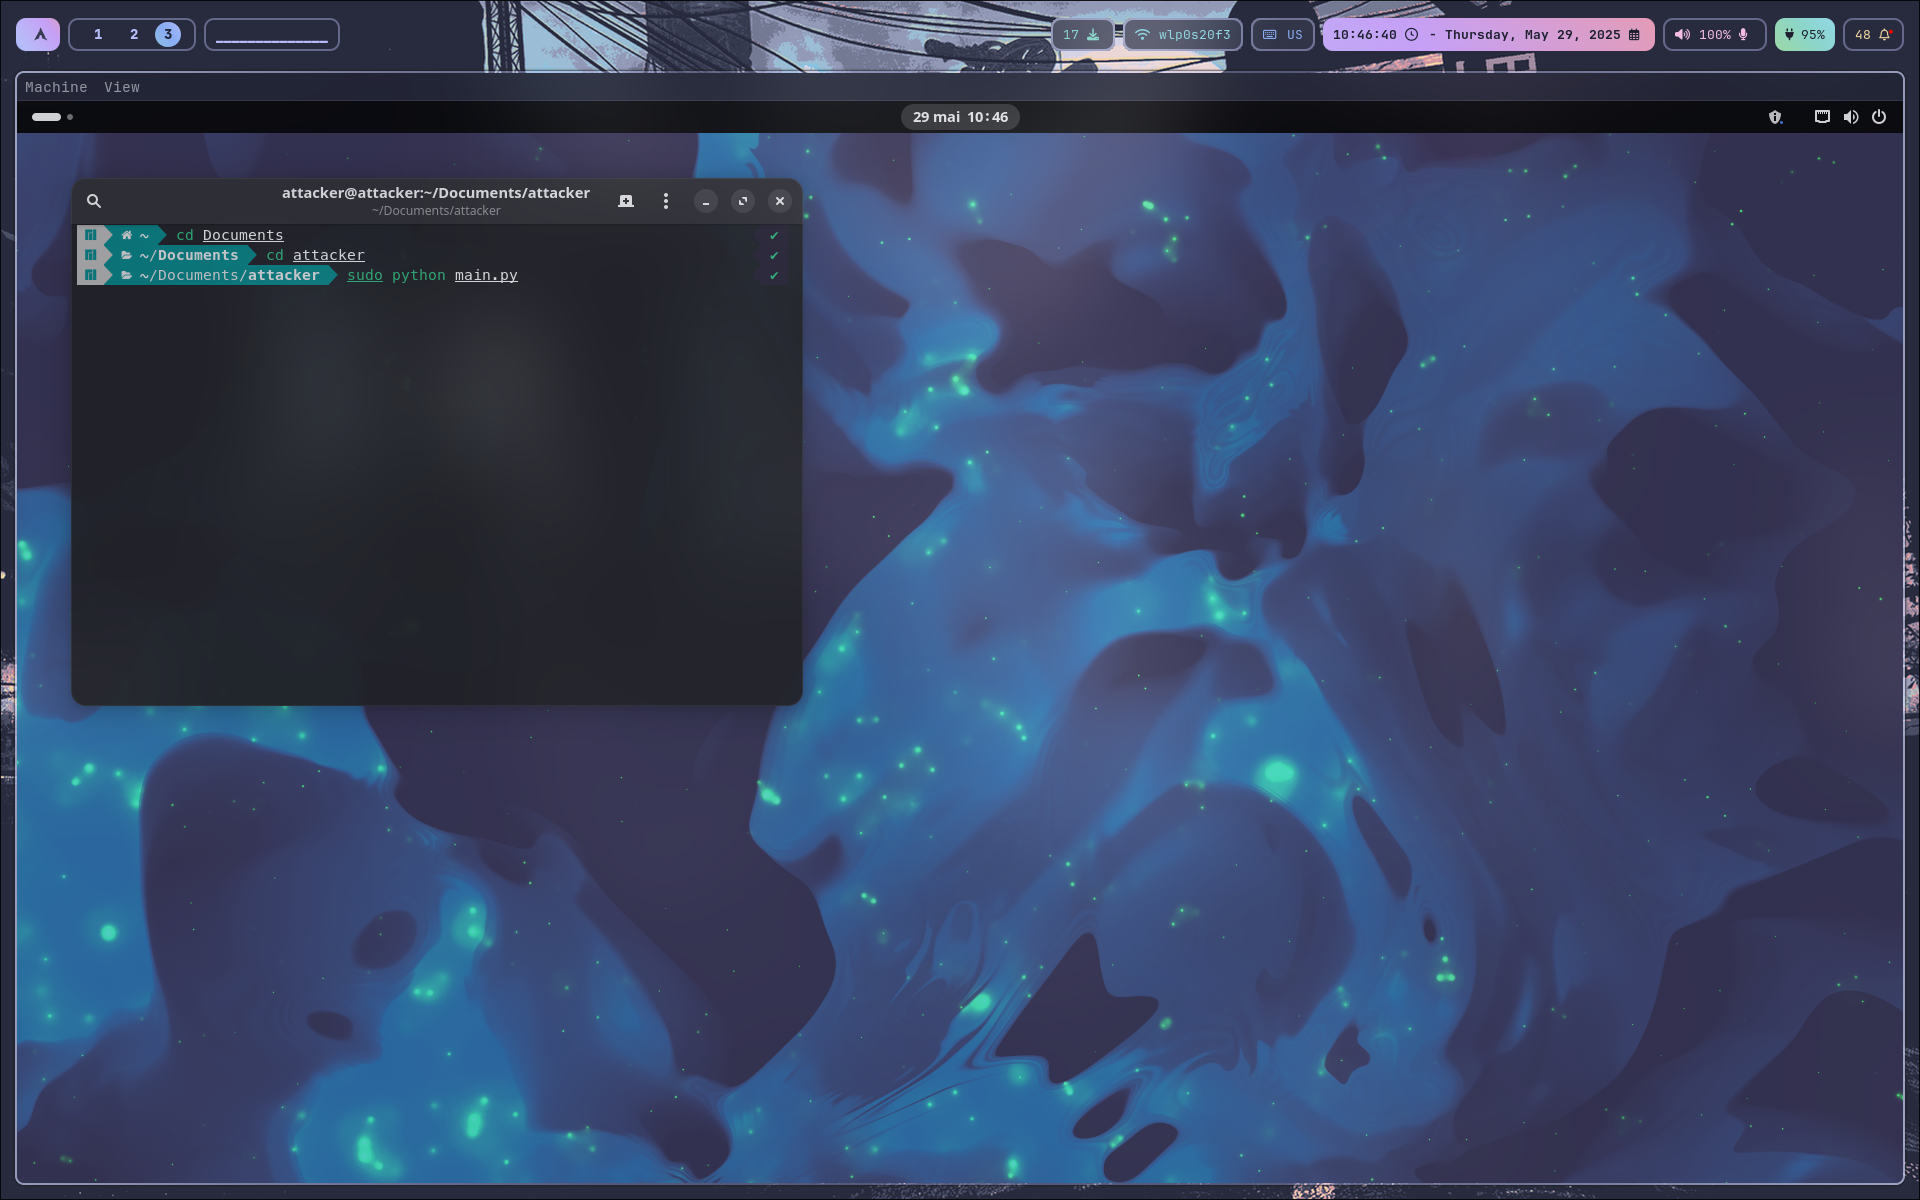 1 2 3
17
wlp0s20f3
US
10:46:40 - Thursday, May 29, 2025
100%
95%
48
Machine View
29 mai 10:46
attacker@attacker:~/Documents/attacker
~/Documents/attacker
~ cd Documents
~/Documents cd attacker
~/Documents/attacker sudo python main.py